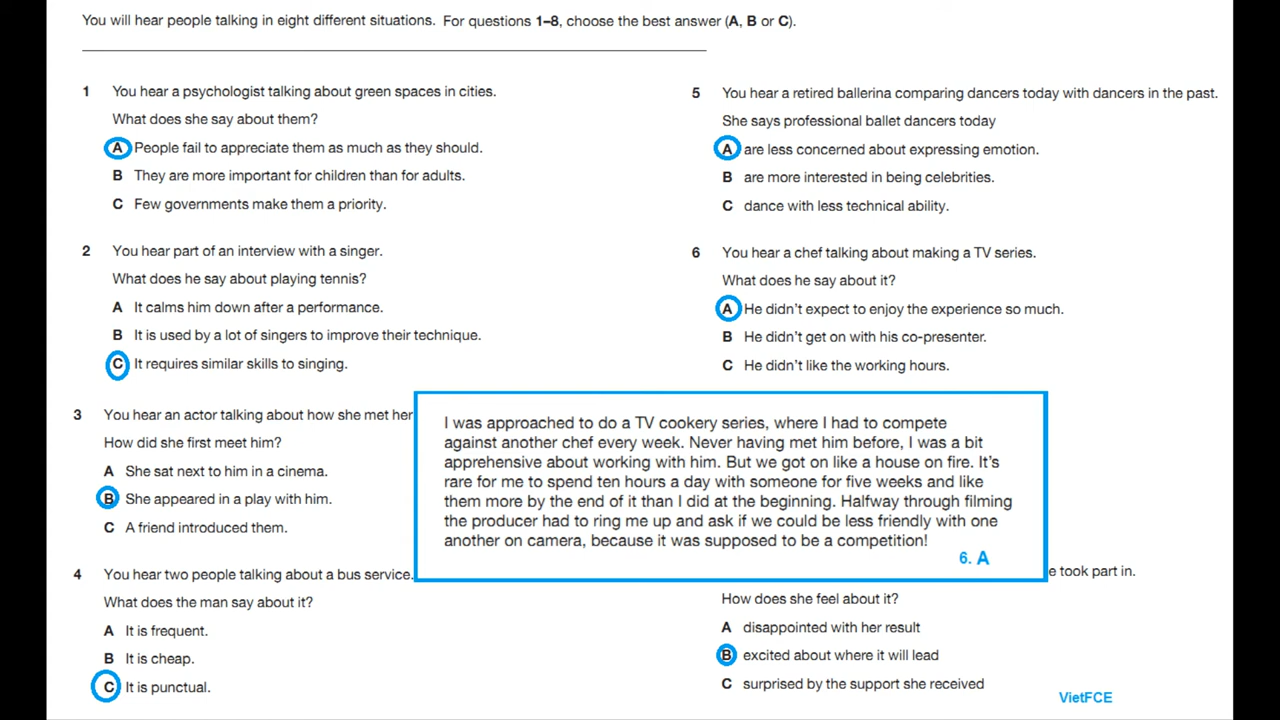 You will hear people talking in eight different situations. For questions 1–8, choose the best answer (A, B or C).
1 You hear a psychologist talking about green spaces in cities.
What does she say about them?
A People fail to appreciate them as much as they should.
B They are more important for children than for adults.
C Few governments make them a priority.
2 You hear part of an interview with a singer.
What does he say about playing tennis?
A It calms him down after a performance.
B It is used by a lot of singers to improve their technique.
C It requires similar skills to singing.
3 You hear an actor talking about how she met her
How did she first meet him?
A She sat next to him in a cinema.
B She appeared in a play with him.
C A friend introduced them.
4 You hear two people talking about a bus service.
What does the man say about it?
A It is frequent.
B It is cheap.
C It is punctual.
5 You hear a retired ballerina comparing dancers today with dancers in the past.
She says professional ballet dancers today
A are less concerned about expressing emotion.
B are more interested in being celebrities.
C dance with less technical ability.
6 You hear a chef talking about making a TV series.
What does he say about it?
A He didn't expect to enjoy the experience so much.
B He didn't get on with his co-presenter.
C He didn't like the working hours.
I was approached to do a TV cookery series, where I had to compete
against another chef every week. Never having met him before, I was a bit
apprehensive about working with him. But we got on like a house on fire. It's
rare for me to spend ten hours a day with someone for five weeks and like
them more by the end of it than I did at the beginning. Halfway through filming
the producer had to ring me up and ask if we could be less friendly with one
another on camera, because it was supposed to be a competition!
6. A
e took part in.
How does she feel about it?
A disappointed with her result
B excited about where it will lead
C surprised by the support she received
VietFCE